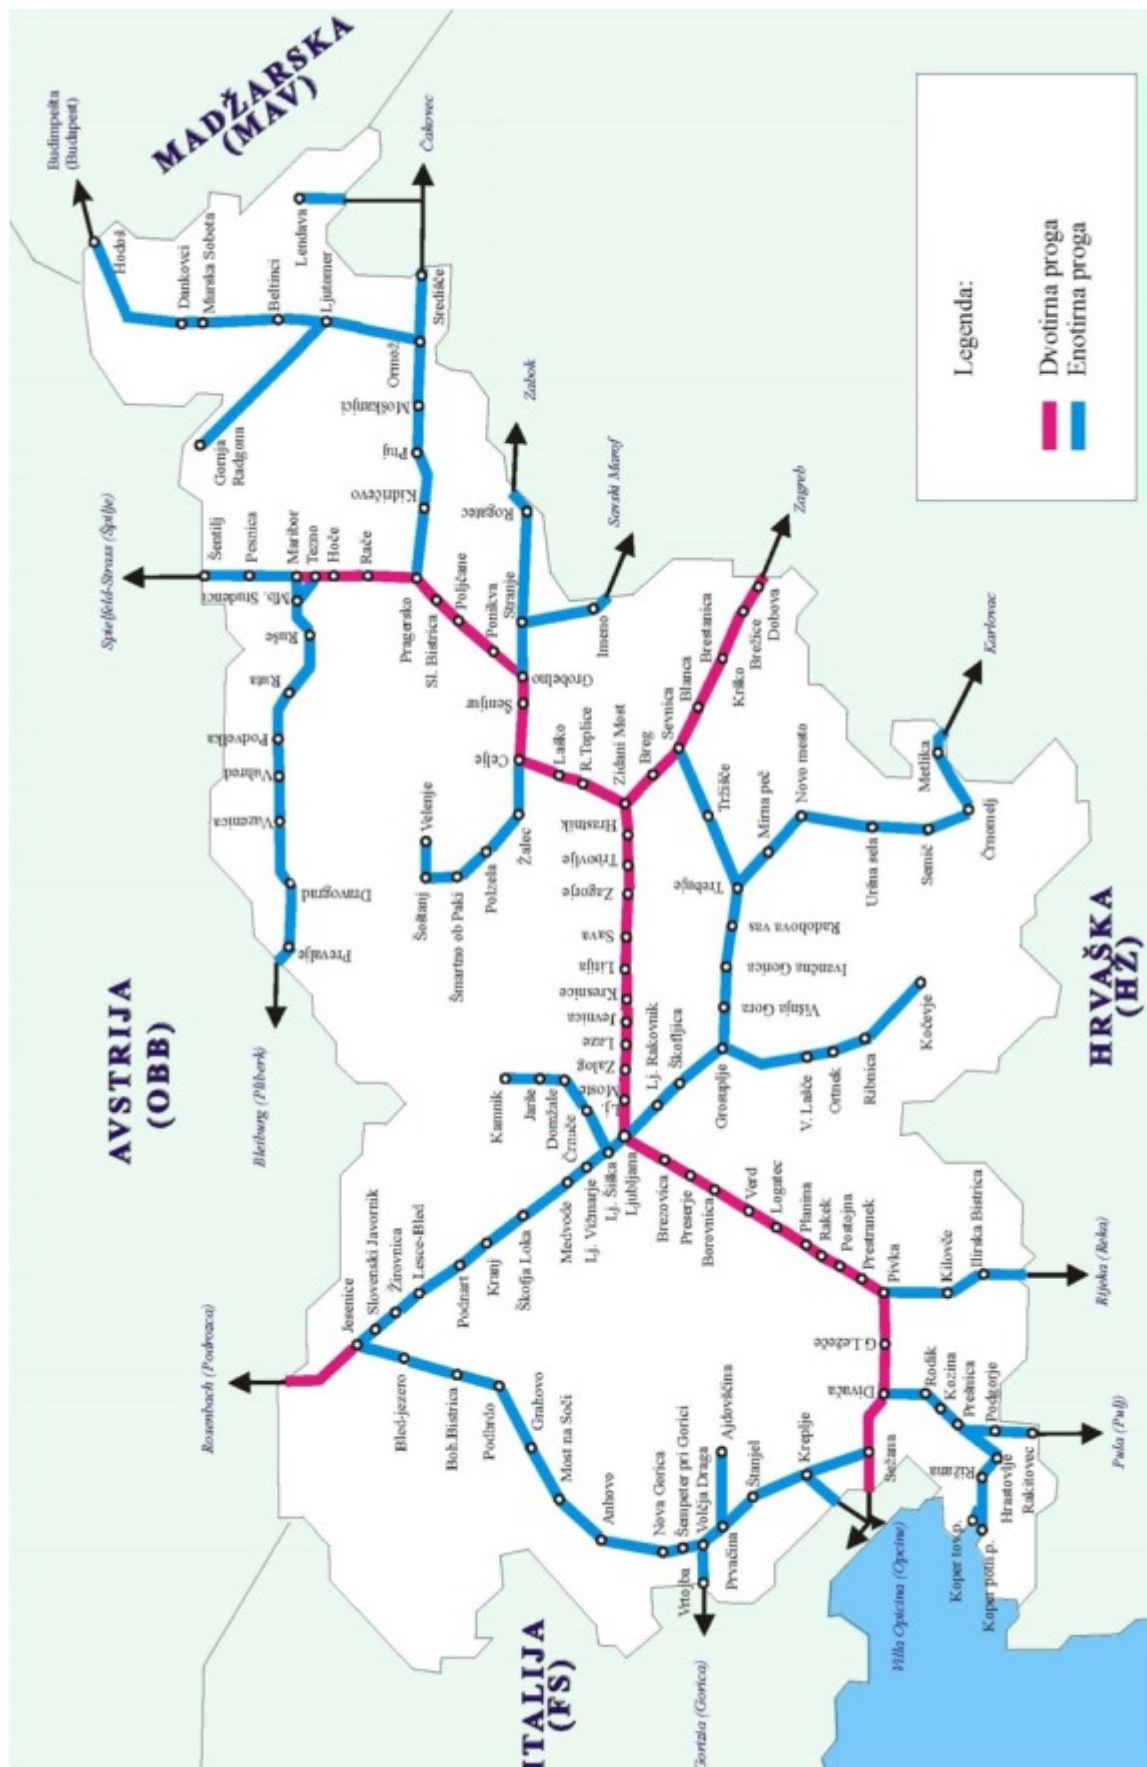 MADŽARSKA
(MAV)
Budimpešta
(Budapest)
Čakovec
Hodoš
Lendava
Murska Sobota
Beltinci
Ljutomer
Središče
Ormož
Gornja
Radgona
Moškanjci
Ptuj
Kidričevo
Zabok
Rogatec
Savski Marof
Zagreb
Karlovac
Legenda:
Dvotirna proga
Enotirna proga
Spielfeld-Strass (Špilje)
Šentilj
Pesnica
Maribor
Tezno
Hoče
Rače
Mb. Studenci
Ruše
Ruta
Podvelka
Vuhred
Vuzenica
Dravograd
Prevalje
Pragersko
Sl. Bistrica
Poljčane
Ponikva
Stranje
Imeno
Grobelno
Šentjur
Celje
Laško
R. Toplice
Zidani Most
Breg
Sevnica
Blanca
Brestanica
Krško
Brežice
Dobova
Velenje
Šoštanj
Šmartno ob Paki
Polzela
Žalec
Hrastnik
Trbovlje
Zagorje
Sava
Litija
Kresnice
Jevnica
Laze
Zalog
Lj.
Moste
Tržišče
Mirna peč
Novo mesto
Trebnje
Uršna sela
Semič
Črnomelj
Metlika
Radohova vas
Ivančna Gorica
Višnja Gora
Lj. Rakovnik
Škofljica
Grosuplje
V. Lašče
Ortnek
Ribnica
Kočevje
HRVAŠKA
(HŽ)
AVSTRIJA
(OBB)
Bleiburg (Pliberk)
Kamnik
Jarše
Domžale
Črnuče
Ljubljana
Lj. Šiška
Lj. Vižmarje
Medvode
Škofja Loka
Kranj
Podnart
Lesce-Bled
Žirovnica
Slovenski Javornik
Jesenice
Rosenbach (Podrožca)
Brezovica
Preserje
Borovnica
Verd
Logatec
Planina
Rakek
Postojna
Prestranek
Pivka
Kilovče
Ilirska Bistrica
Rijeka (Reka)
Bled-jezero
Boh.Bistrica
Podbrdo
Grahovo
Most na Soči
Anhovo
Nova Gorica
Šempeter pri Gorici
Volčja Draga
Ajdovščina
Prvačina
Štanjel
Kreplje
Vrtojba
Sežana
G.Ležeče
Divača
Rodik
Kozina
Prešnica
Podgorje
Rakitovec
Hrastovlje
Rižana
Koper tov.p.
Koper potn.p.
Pula (Pulj)
Villa Opicina (Opčine)
Gorizia (Gorica)
ITALIJA
(FS)